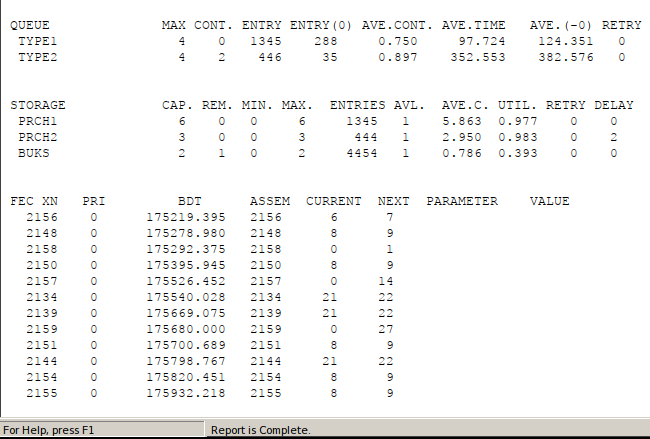 QUEUE MAX CONT. ENTRY ENTRY(0) AVE.CONT. AVE.TIME AVE.(-0) RETRY
TYPE1 4 0 1345 288 0.750 97.724 124.351 0
TYPE2 4 2 446 35 0.897 352.553 382.576 0
STORAGE CAP. REM. MIN. MAX. ENTRIES AVL. AVE.C. UTIL. RETRY DELAY
PRCH1 6 0 0 6 1345 1 5.863 0.977 0 0
PRCH2 3 0 0 3 444 1 2.950 0.983 0 2
BUKS 2 1 0 2 4454 1 0.786 0.393 0 0
FEC XN PRI BDT ASSEM CURRENT NEXT PARAMETER VALUE
2156 0 175219.395 2156 6 7
2148 0 175278.980 2148 8 9
2158 0 175292.375 2158 0 1
2150 0 175395.945 2150 8 9
2157 0 175526.452 2157 0 14
2134 0 175540.028 2134 21 22
2139 0 175669.075 2139 21 22
2159 0 175680.000 2159 0 27
2151 0 175700.689 2151 8 9
2144 0 175798.767 2144 21 22
2154 0 175820.451 2154 8 9
2155 0 175932.218 2155 8 9
For Help, press F1 Report is Complete.